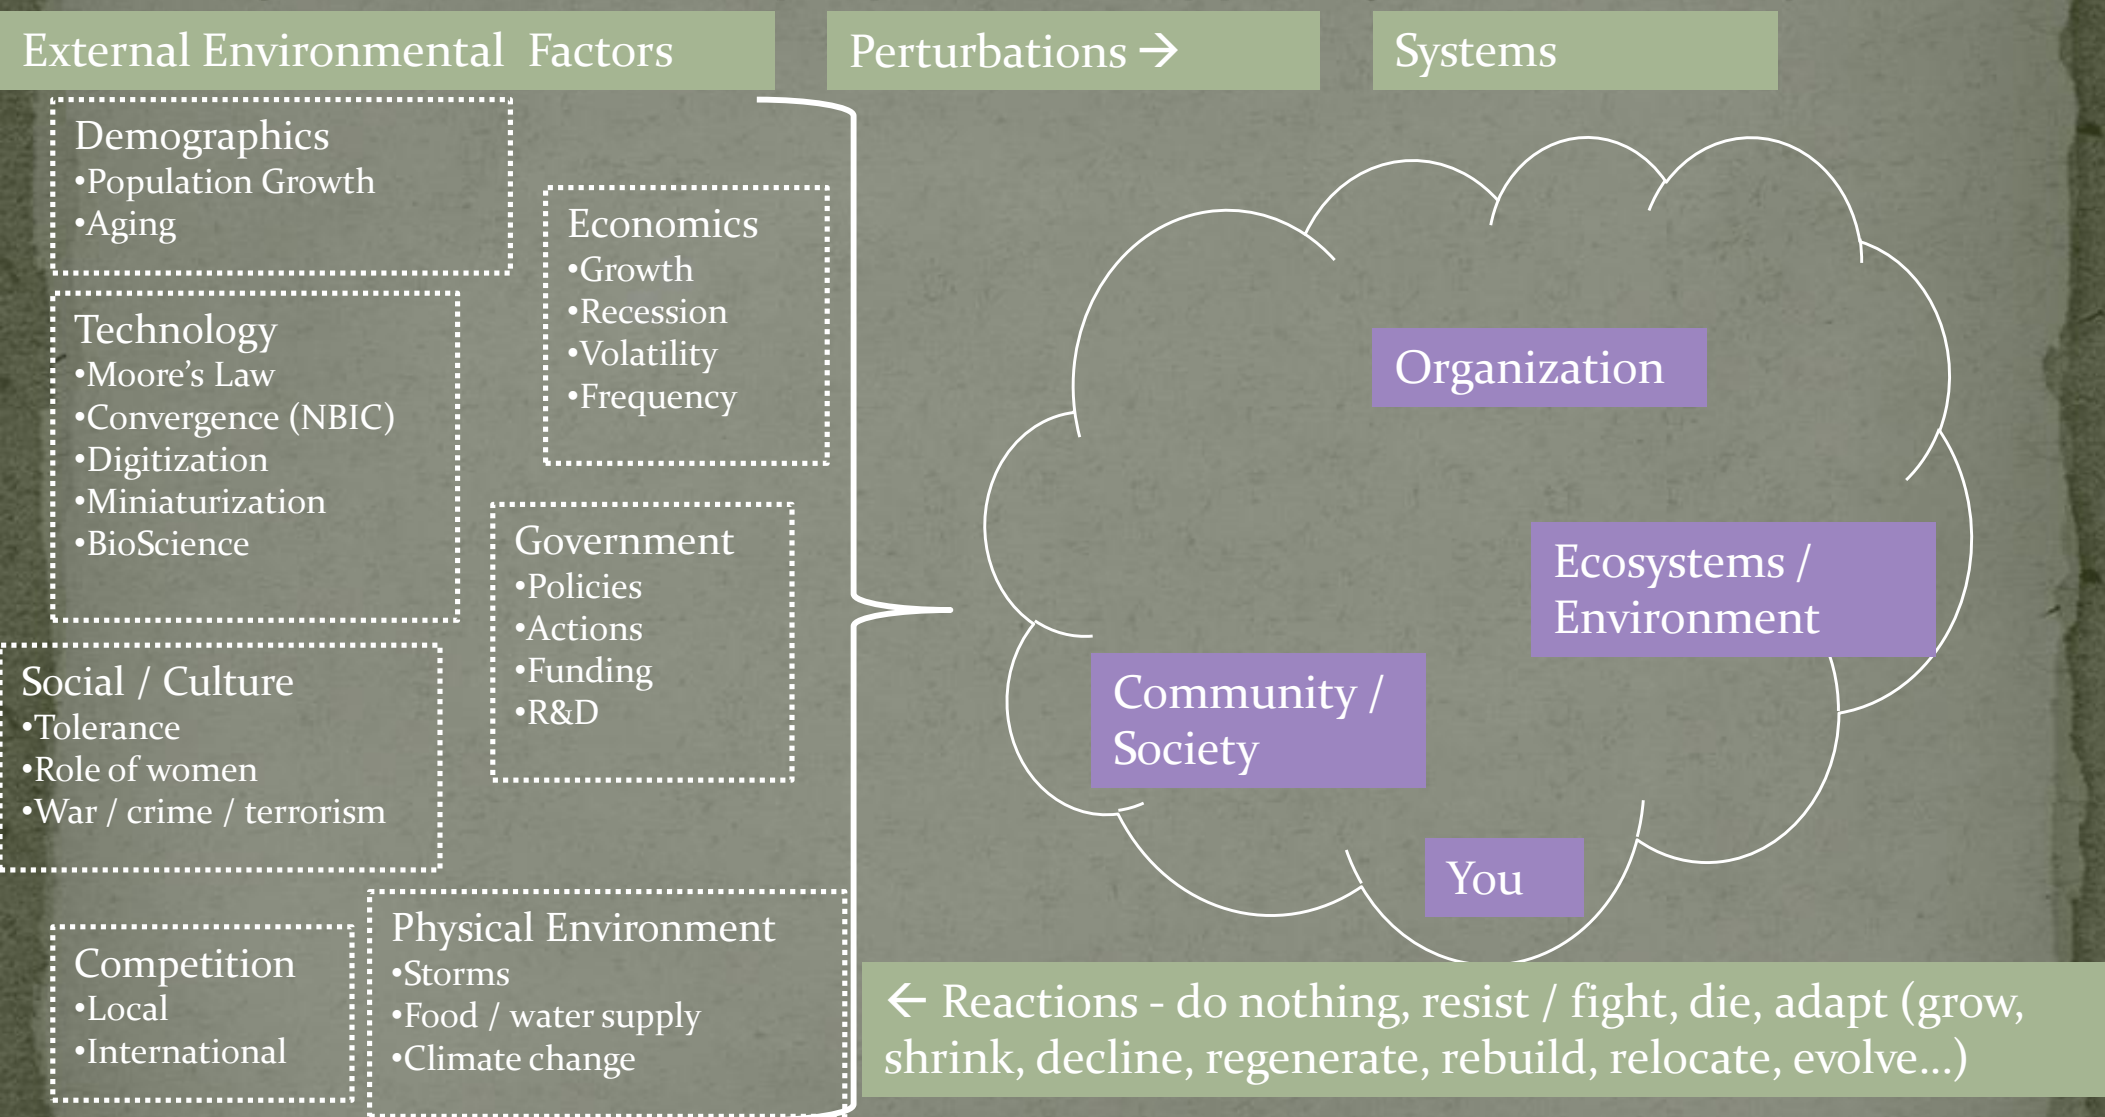 External Environmental Factors
Perturbations →
Systems
Demographics
•Population Growth
•Aging
Economics
•Growth
•Recession
•Volatility
•Frequency
Technology
•Moore’s Law
•Convergence (NBIC)
•Digitization
•Miniaturization
•BioScience
Government
•Policies
•Actions
•Funding
•R&D
Social / Culture
•Tolerance
•Role of women
•War / crime / terrorism
Competition
•Local
•International
Physical Environment
•Storms
•Food / water supply
•Climate change
Organization
Ecosystems /
Environment
Community /
Society
You
← Reactions - do nothing, resist / fight, die, adapt (grow,
shrink, decline, regenerate, rebuild, relocate, evolve...)